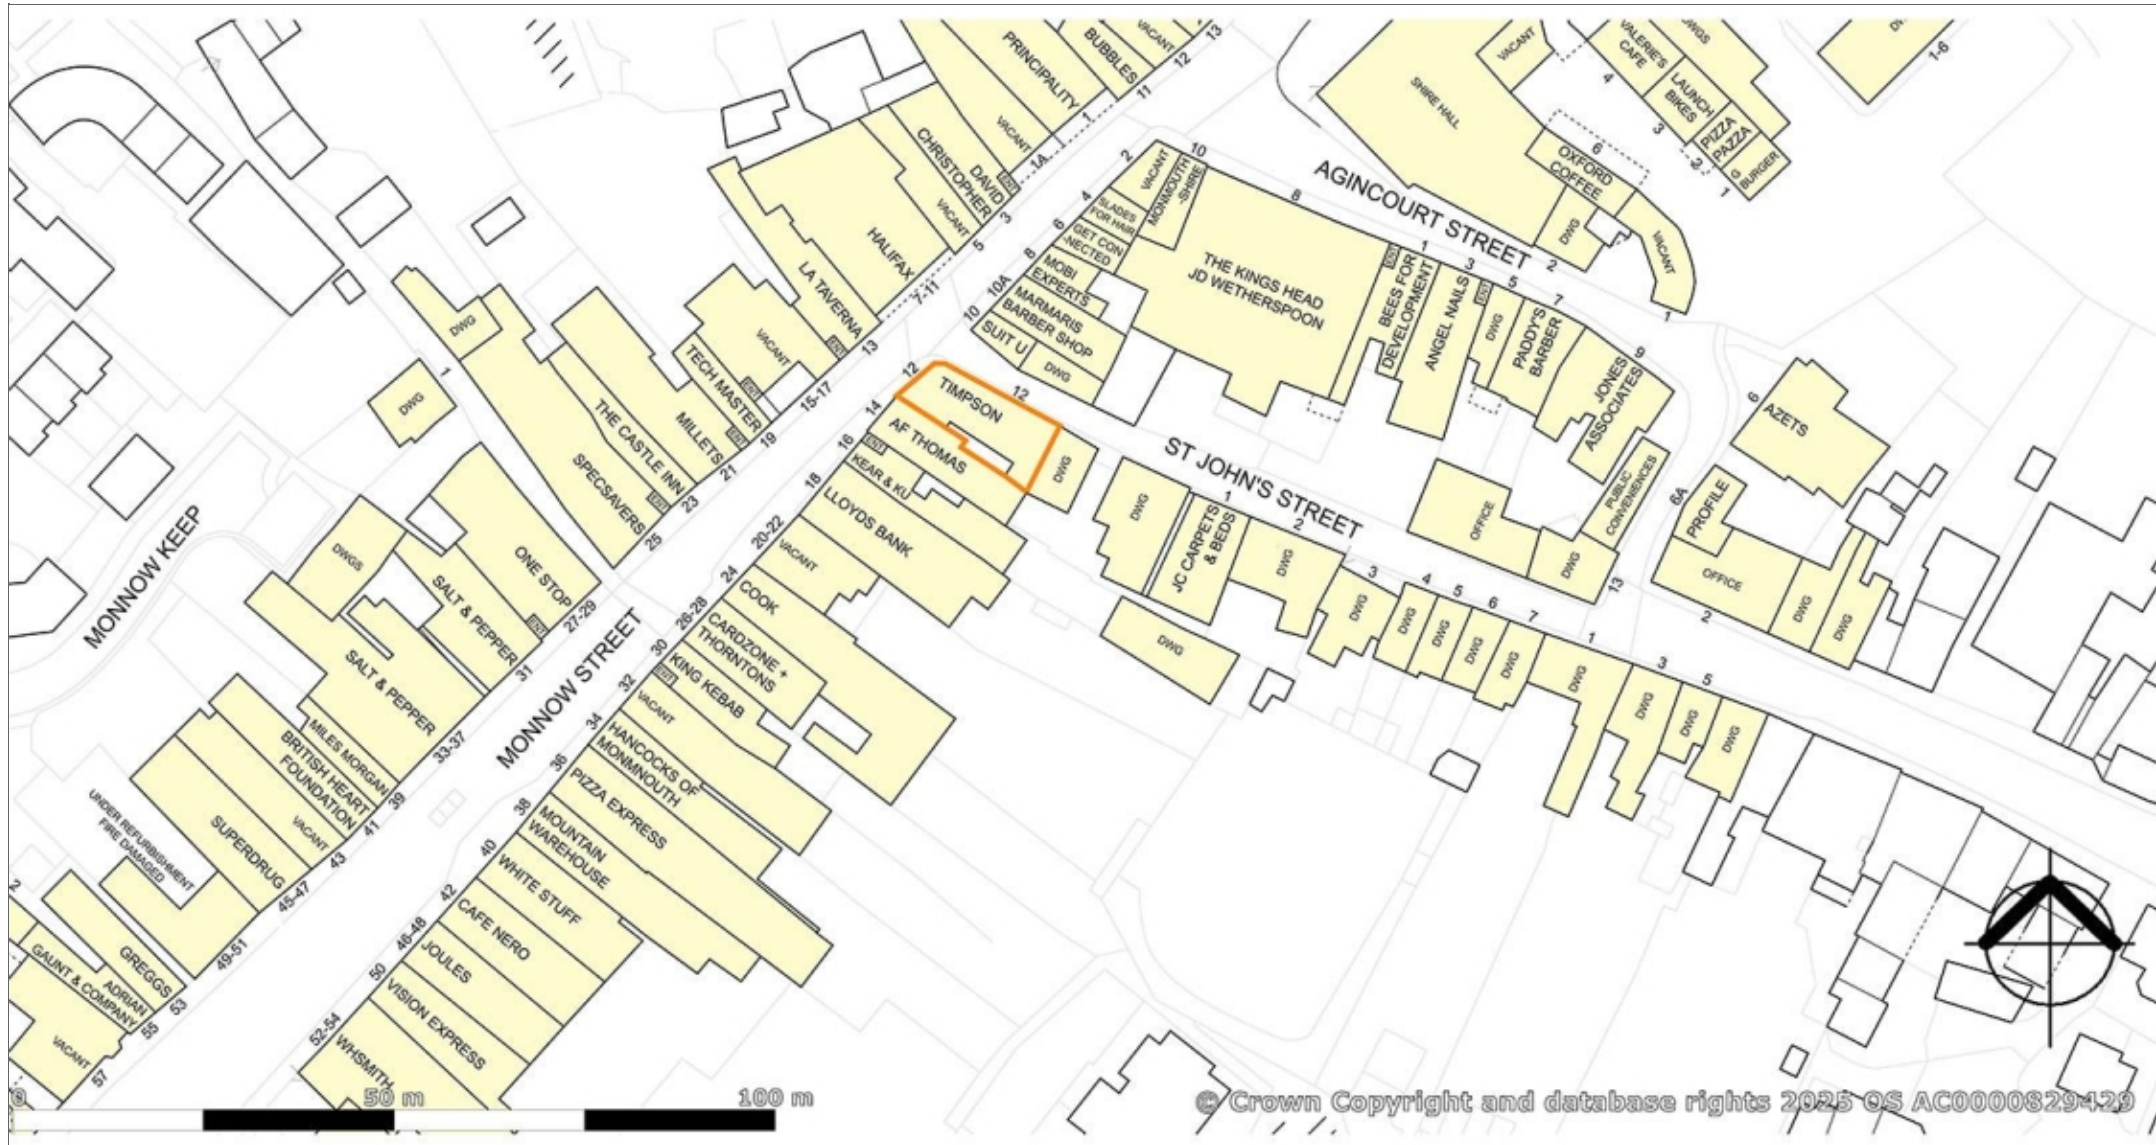 PRINCIPALITY
BUBBLES
VACANT
13
12
11
1
VACANT
1A
DAVID
CHRISTOPHER
ENT
3
VACANT
5
HALIFAX
7-11
LA TAVERNA
ENT
13
VACANT
ENT
15-17
TECH MASTER
ENT
19
MILLETS
21
THE CASTLE INN
ENT
23
SPECSAVERS
25
DWG
1
DWG
ONE STOP
ENT
27-29
SALT & PEPPER
31
DWGS
SALT & PEPPER
33-37
MILES MORGAN
39
BRITISH HEART
FOUNDATION
41
VACANT
43
SUPERDRUG
45-47
UNDER REFURBISHMENT
FIRE DAMAGED
49-51
GREGGS
53
ADRIAN
GAUNT & COMPANY
55
VACANT
57
2
MONNOW KEEP
MONNOW STREET
SHIRE HALL
VACANT
VALERIE'S
CAFE
4
DWGS
LAUNCH
BIKES
3
PIZZA
PAZZA
2
G
BURGER
1
1-6
6
OXFORD
COFFEE
DWG
2
VACANT
1
AGINCOURT STREET
2
VACANT
10
MONMOUTH
-SHIRE
4
SLADES
FOR HAIR
6
GET CON
-NECTED
8
MOBI
EXPERTS
10A
MARMARIS
BARBER SHOP
10
SUIT U
DWG
8
THE KINGS HEAD
JD WETHERSPOON
ENT
1
BEES FOR
DEVELOPMENT
3
ANGEL NAILS
ENT
5
DWG
7
PADDY'S
BARBER
9
JONES
ASSOCIATES
PUBLIC
CONVENIENCES
OFFICE
DWG
13
6
AZETS
6A
PROFILE
OFFICE
2
DWG
DWG
12
TIMPSON
12
DWG
14
AF THOMAS
16
ENT
KEAR & KU
18
LLOYDS BANK
20-22
VACANT
24
COOK
26-28
CARDZONE +
THORNTONS
30
KING KEBAB
ENT
32
VACANT
34
HANCOCKS OF
MONMNOUTH
36
PIZZA EXPRESS
38
MOUNTAIN
WAREHOUSE
40
WHITE STUFF
42
CAFE NERO
46-48
JOULES
50
VISION EXPRESS
52-54
WHSMITH
ST JOHN'S STREET
DWG
1
JC CARPETS
& BEDS
2
DWG
DWG
3
DWG
4
DWG
5
DWG
6
DWG
7
DWG
1
DWG
3
DWG
5
DWG
DWG
0
50 m
100 m
© Crown Copyright and database rights 2025 OS AC0000829429